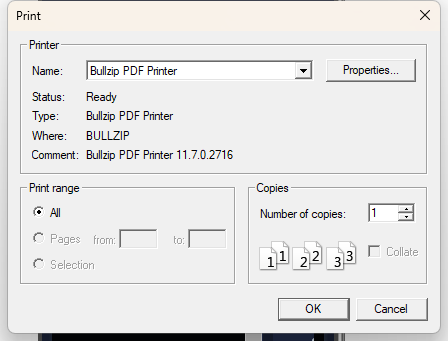 Print
Printer
Name: Bullzip PDF Printer Properties...
Status: Ready
Type: Bullzip PDF Printer
Where: BULLZIP
Comment: Bullzip PDF Printer 11.7.0.2716
Print range
All
Pages from: to:
Selection
Copies
Number of copies: 1
1 1 2 2 3 3 Collate
OK Cancel